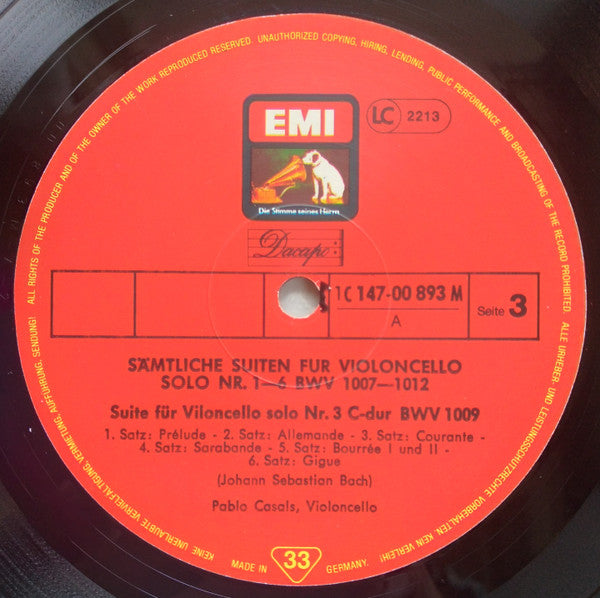 ALL RIGHTS OF THE PRODUCER AND OF THE OWNER OF THE WORK REPRODUCED RESERVED. UNAUTHORIZED COPYING, HIRING, LENDING, PUBLIC PERFORMANCE AND BROADCASTING OF THE RECORD PROHIBITED.
ALLE URHEBER- UND LEISTUNGSSCHUTZRECHTE VORBEHALTEN. KEIN VERLEIH! KEINE UNERLAUBTE VERVIELFÄLTIGUNG, VERMIETUNG, AUFFÜHRUNG, SENDUNG!
EMI
LC 2213
Die Stimme seines Herrn
Dacapo
1C 147-00 893 M
A
Seite 3
SÄMTLICHE SUITEN FUR VIOLONCELLO
SOLO NR. 1—6 BWV 1007—1012
Suite für Viloncello solo Nr. 3 C-dur BWV 1009
1. Satz: Prélude - 2. Satz: Allemande - 3. Satz: Courante -
4. Satz: Sarabande - 5. Satz: Bourrée I und II -
6. Satz: Gigue
(Johann Sebastian Bach)
Pablo Casals, Violoncello
MADE IN 33 GERMANY.